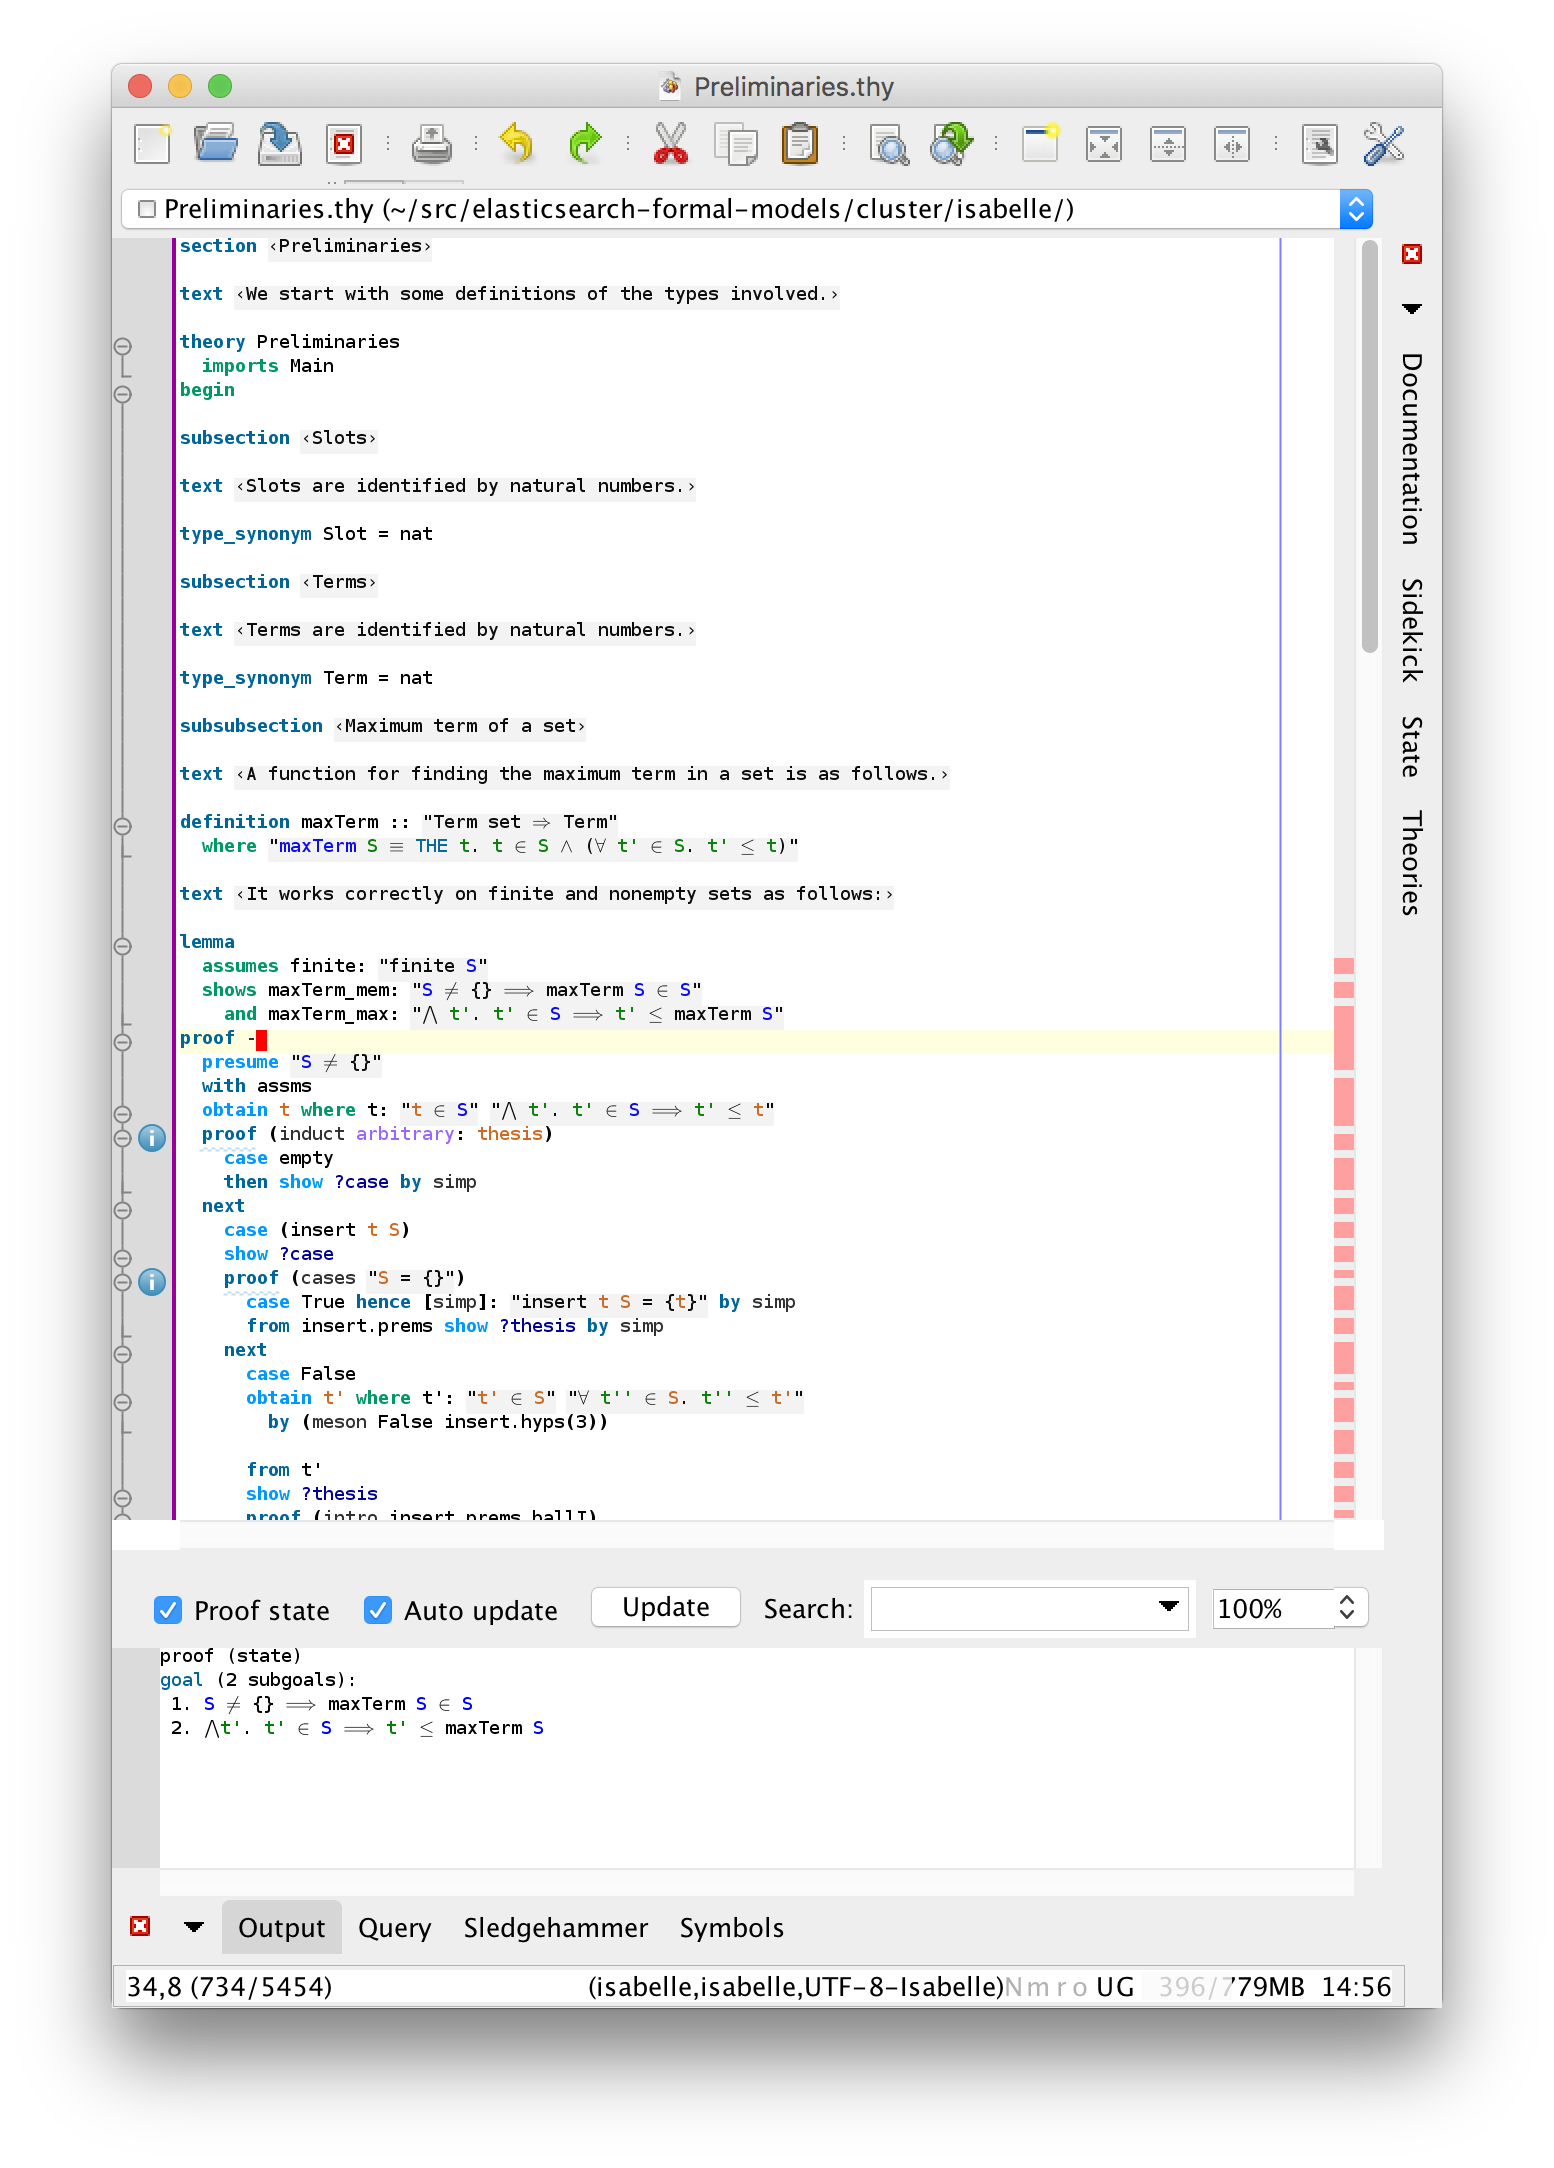 Preliminaries.thy
Preliminaries.thy (~/src/elasticsearch-formal-models/cluster/isabelle/)
section ‹Preliminaries›
text ‹We start with some definitions of the types involved.›
theory Preliminaries
imports Main
begin
subsection ‹Slots›
text ‹Slots are identified by natural numbers.›
type_synonym Slot = nat
subsection ‹Terms›
text ‹Terms are identified by natural numbers.›
type_synonym Term = nat
subsubsection ‹Maximum term of a set›
text ‹A function for finding the maximum term in a set is as follows.›
definition maxTerm :: "Term set ⇒ Term"
where "maxTerm S ≡ THE t. t ∈ S ∧ (∀ t' ∈ S. t' ≤ t)"
text ‹It works correctly on finite and nonempty sets as follows:›
lemma
assumes finite: "finite S"
shows maxTerm_mem: "S ≠ {} ⟹ maxTerm S ∈ S"
and maxTerm_max: "⋀ t'. t' ∈ S ⟹ t' ≤ maxTerm S"
proof -
presume "S ≠ {}"
with assms
obtain t where t: "t ∈ S" "⋀ t'. t' ∈ S ⟹ t' ≤ t"
proof (induct arbitrary: thesis)
case empty
then show ?case by simp
next
case (insert t S)
show ?case
proof (cases "S = {}")
case True hence [simp]: "insert t S = {t}" by simp
from insert.prems show ?thesis by simp
next
case False
obtain t' where t': "t' ∈ S" "∀ t'' ∈ S. t'' ≤ t'"
by (meson False insert.hyps(3))
from t'
show ?thesis
proof (intro insert.prems ballI)
Documentation
Sidekick
State
Theories
Proof state
Auto update
Update
Search:
100%
proof (state)
goal (2 subgoals):
1. S ≠ {} ⟹ maxTerm S ∈ S
2. ⋀t'. t' ∈ S ⟹ t' ≤ maxTerm S
Output Query Sledgehammer Symbols
34,8 (734/5454) (isabelle,isabelle,UTF-8-Isabelle)Nmro UG 396/779MB 14:56